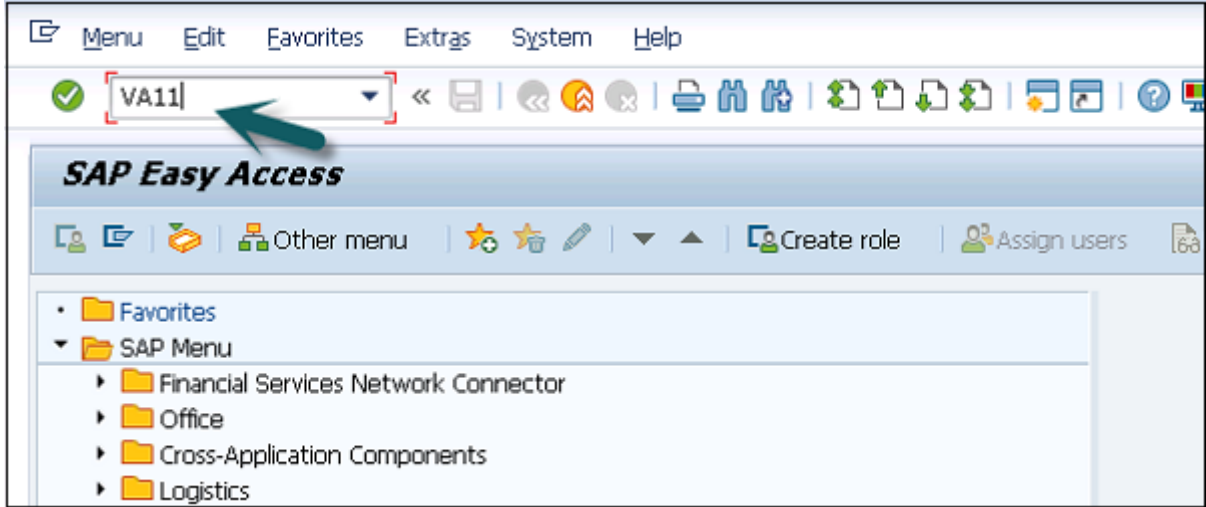 Menu Edit Favorites Extras System Help
VA11
SAP Easy Access
Other menu Create role Assign users
Favorites
SAP Menu
Financial Services Network Connector
Office
Cross-Application Components
Logistics